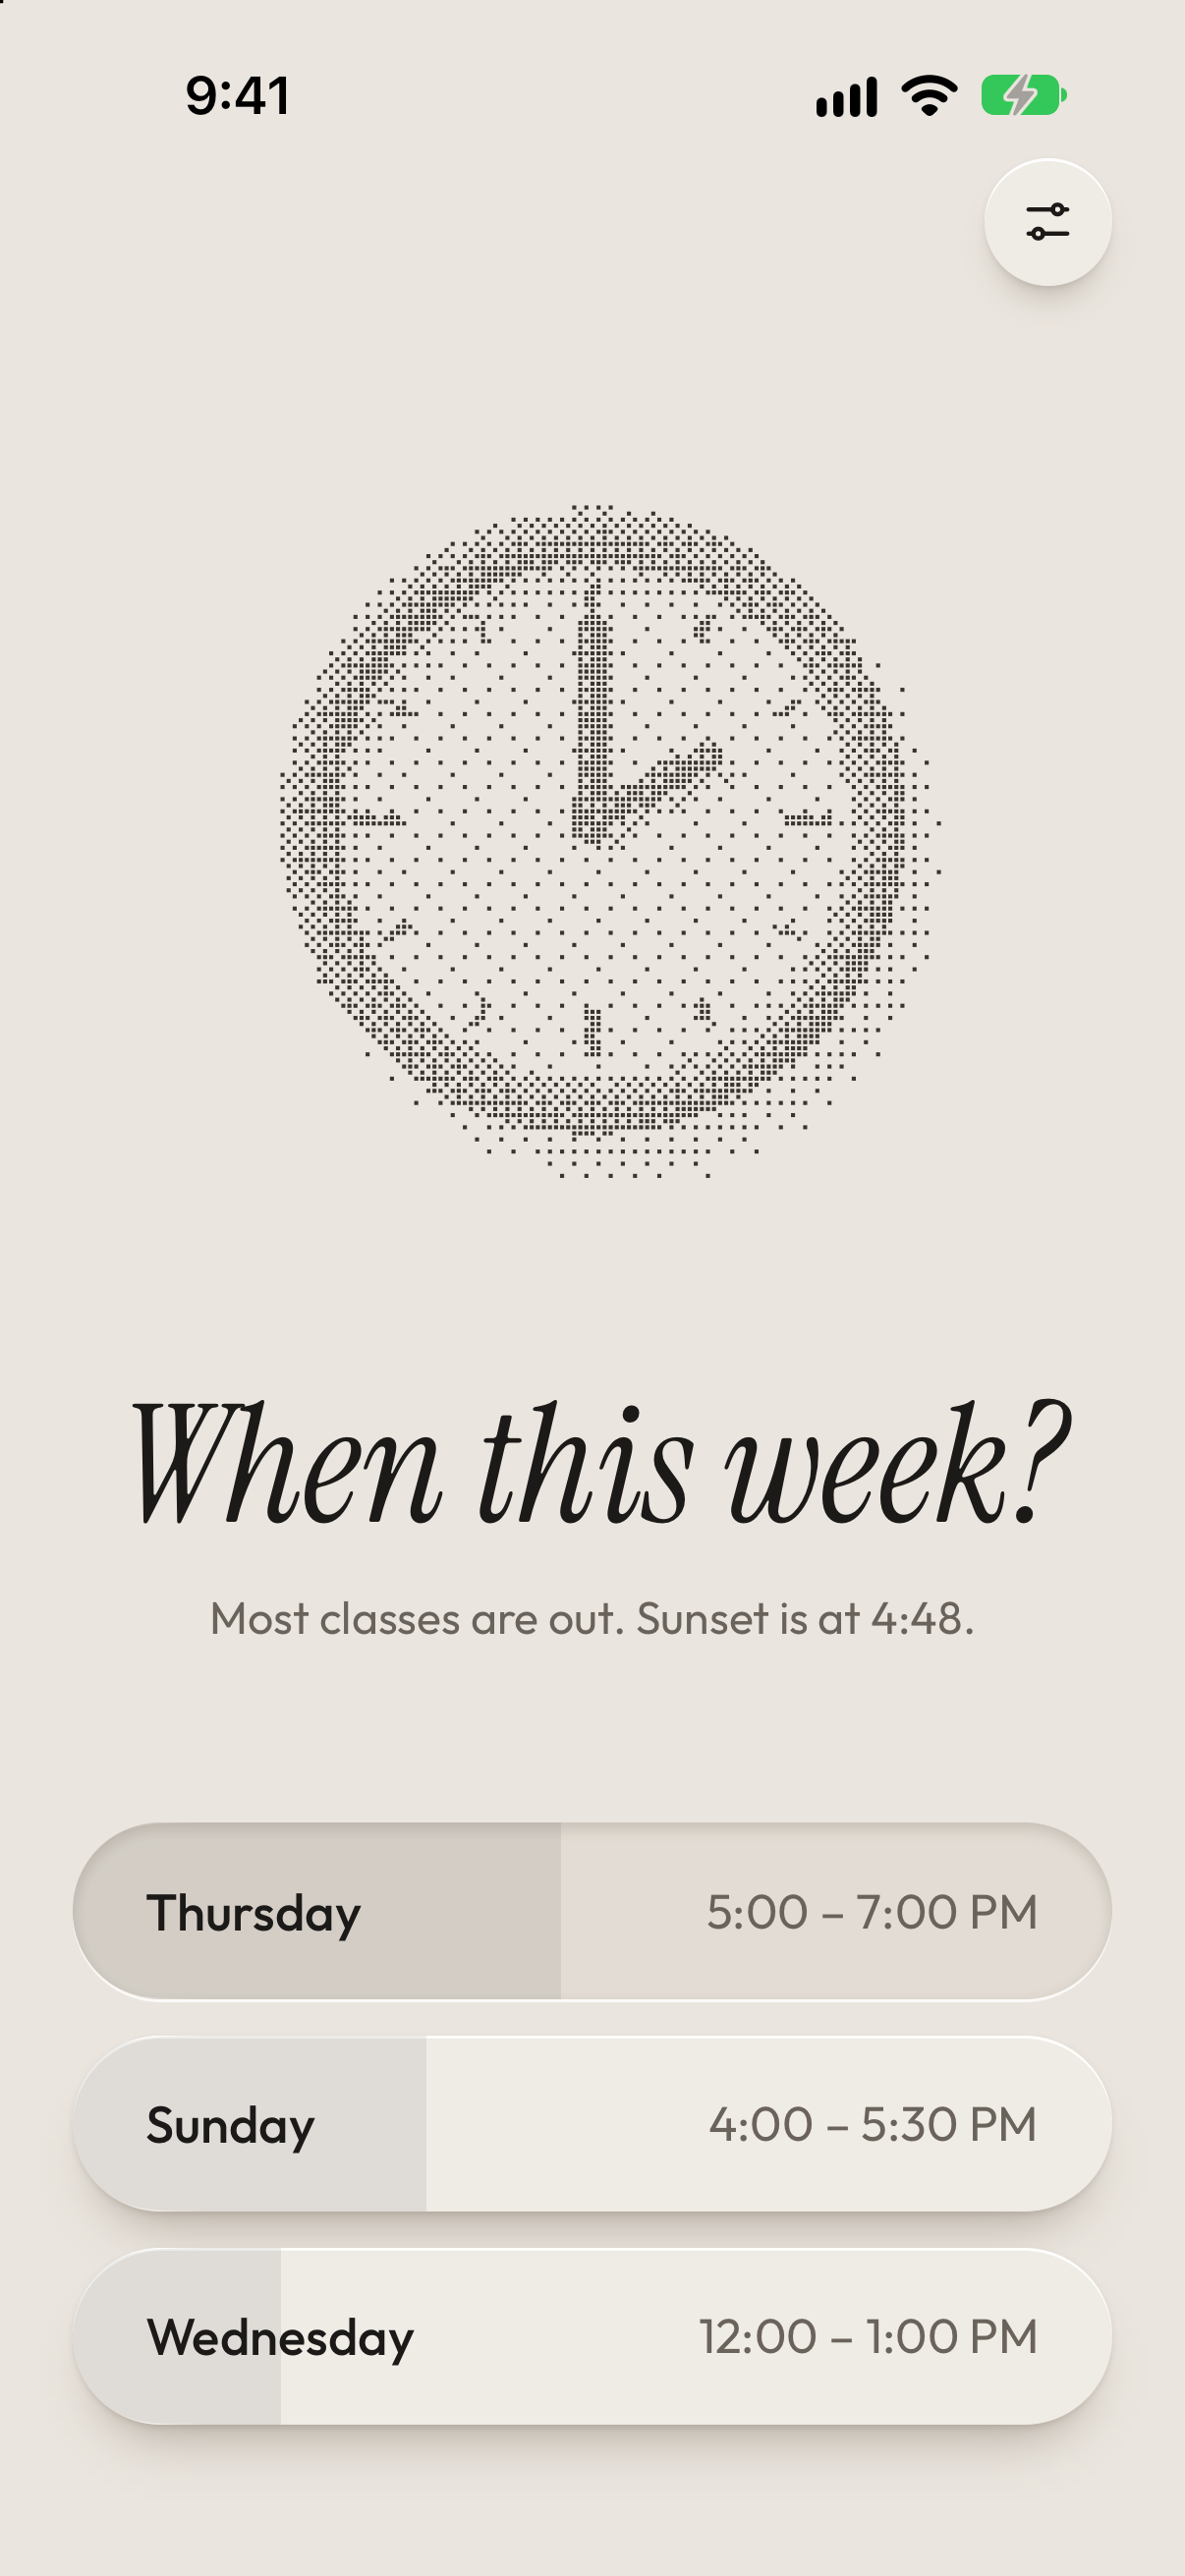 9:41
When this week?
Most classes are out. Sunset is at 4:48.
Thursday 5:00 – 7:00 PM
Sunday 4:00 – 5:30 PM
Wednesday 12:00 – 1:00 PM